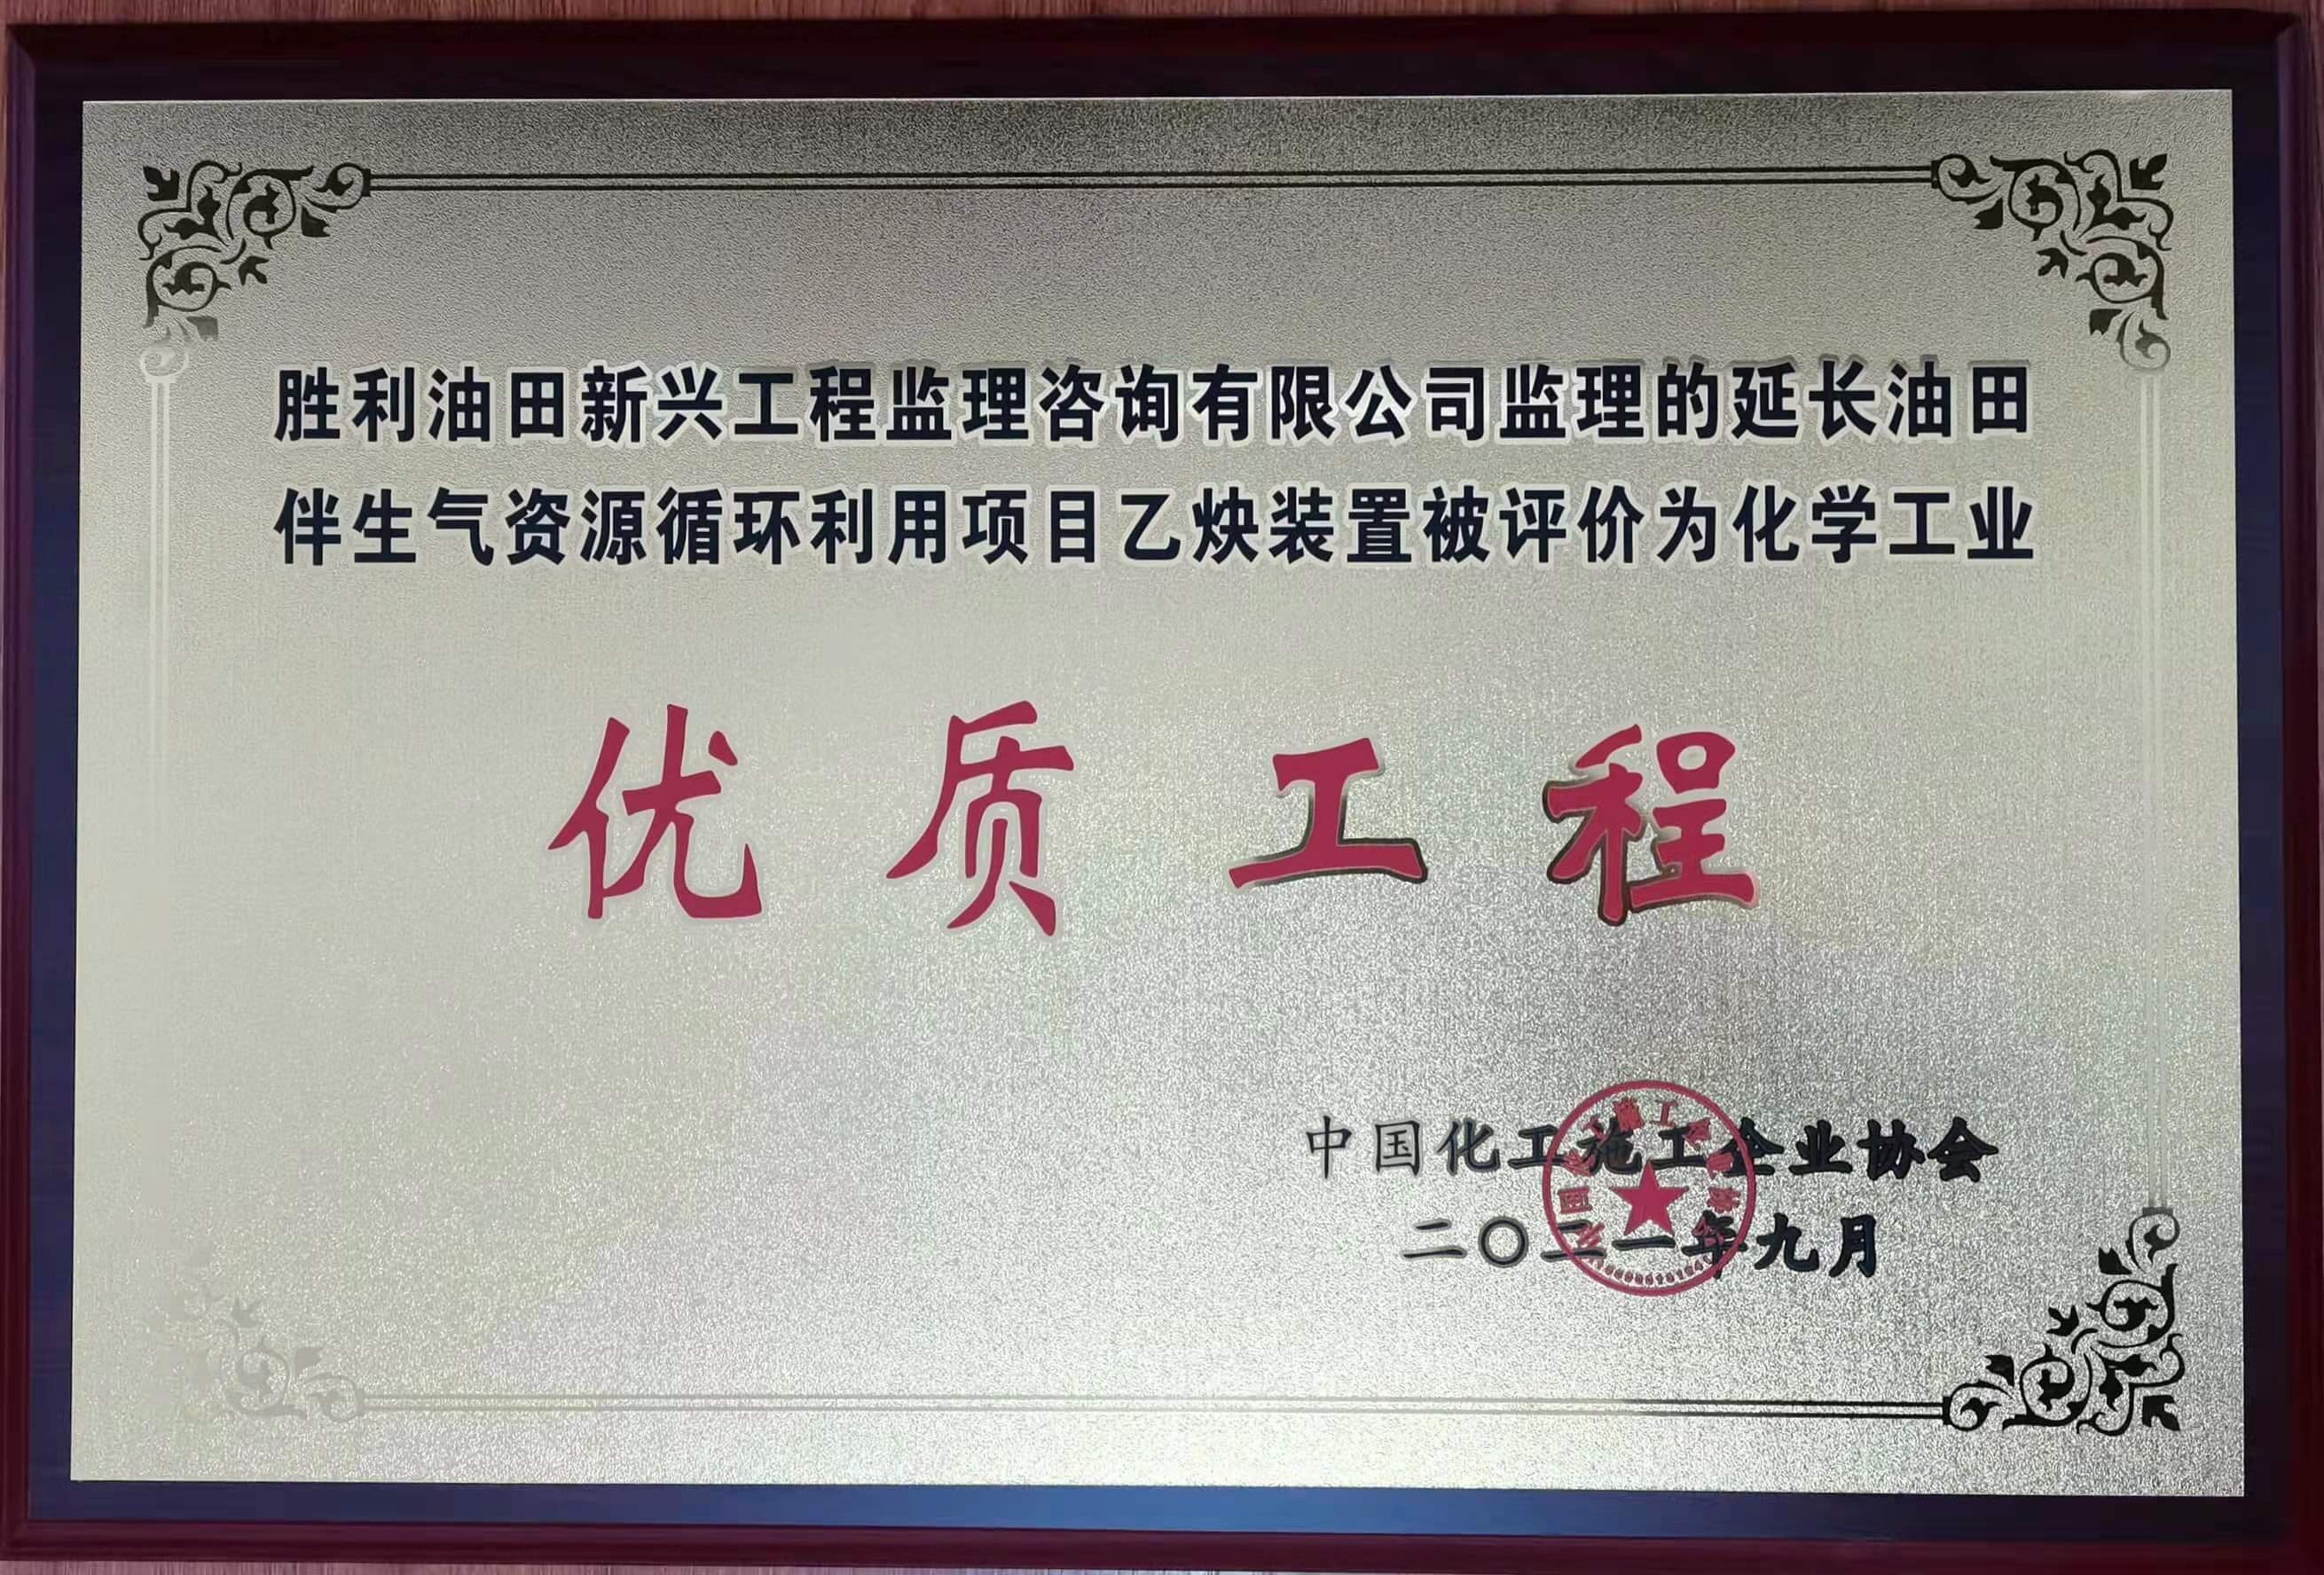 胜利油田新兴工程监理咨询有限公司监理的延长油田
伴生气资源循环利用项目乙炔装置被评价为化学工业
优质工程
中国化工施工企业协会
二〇二一年九月